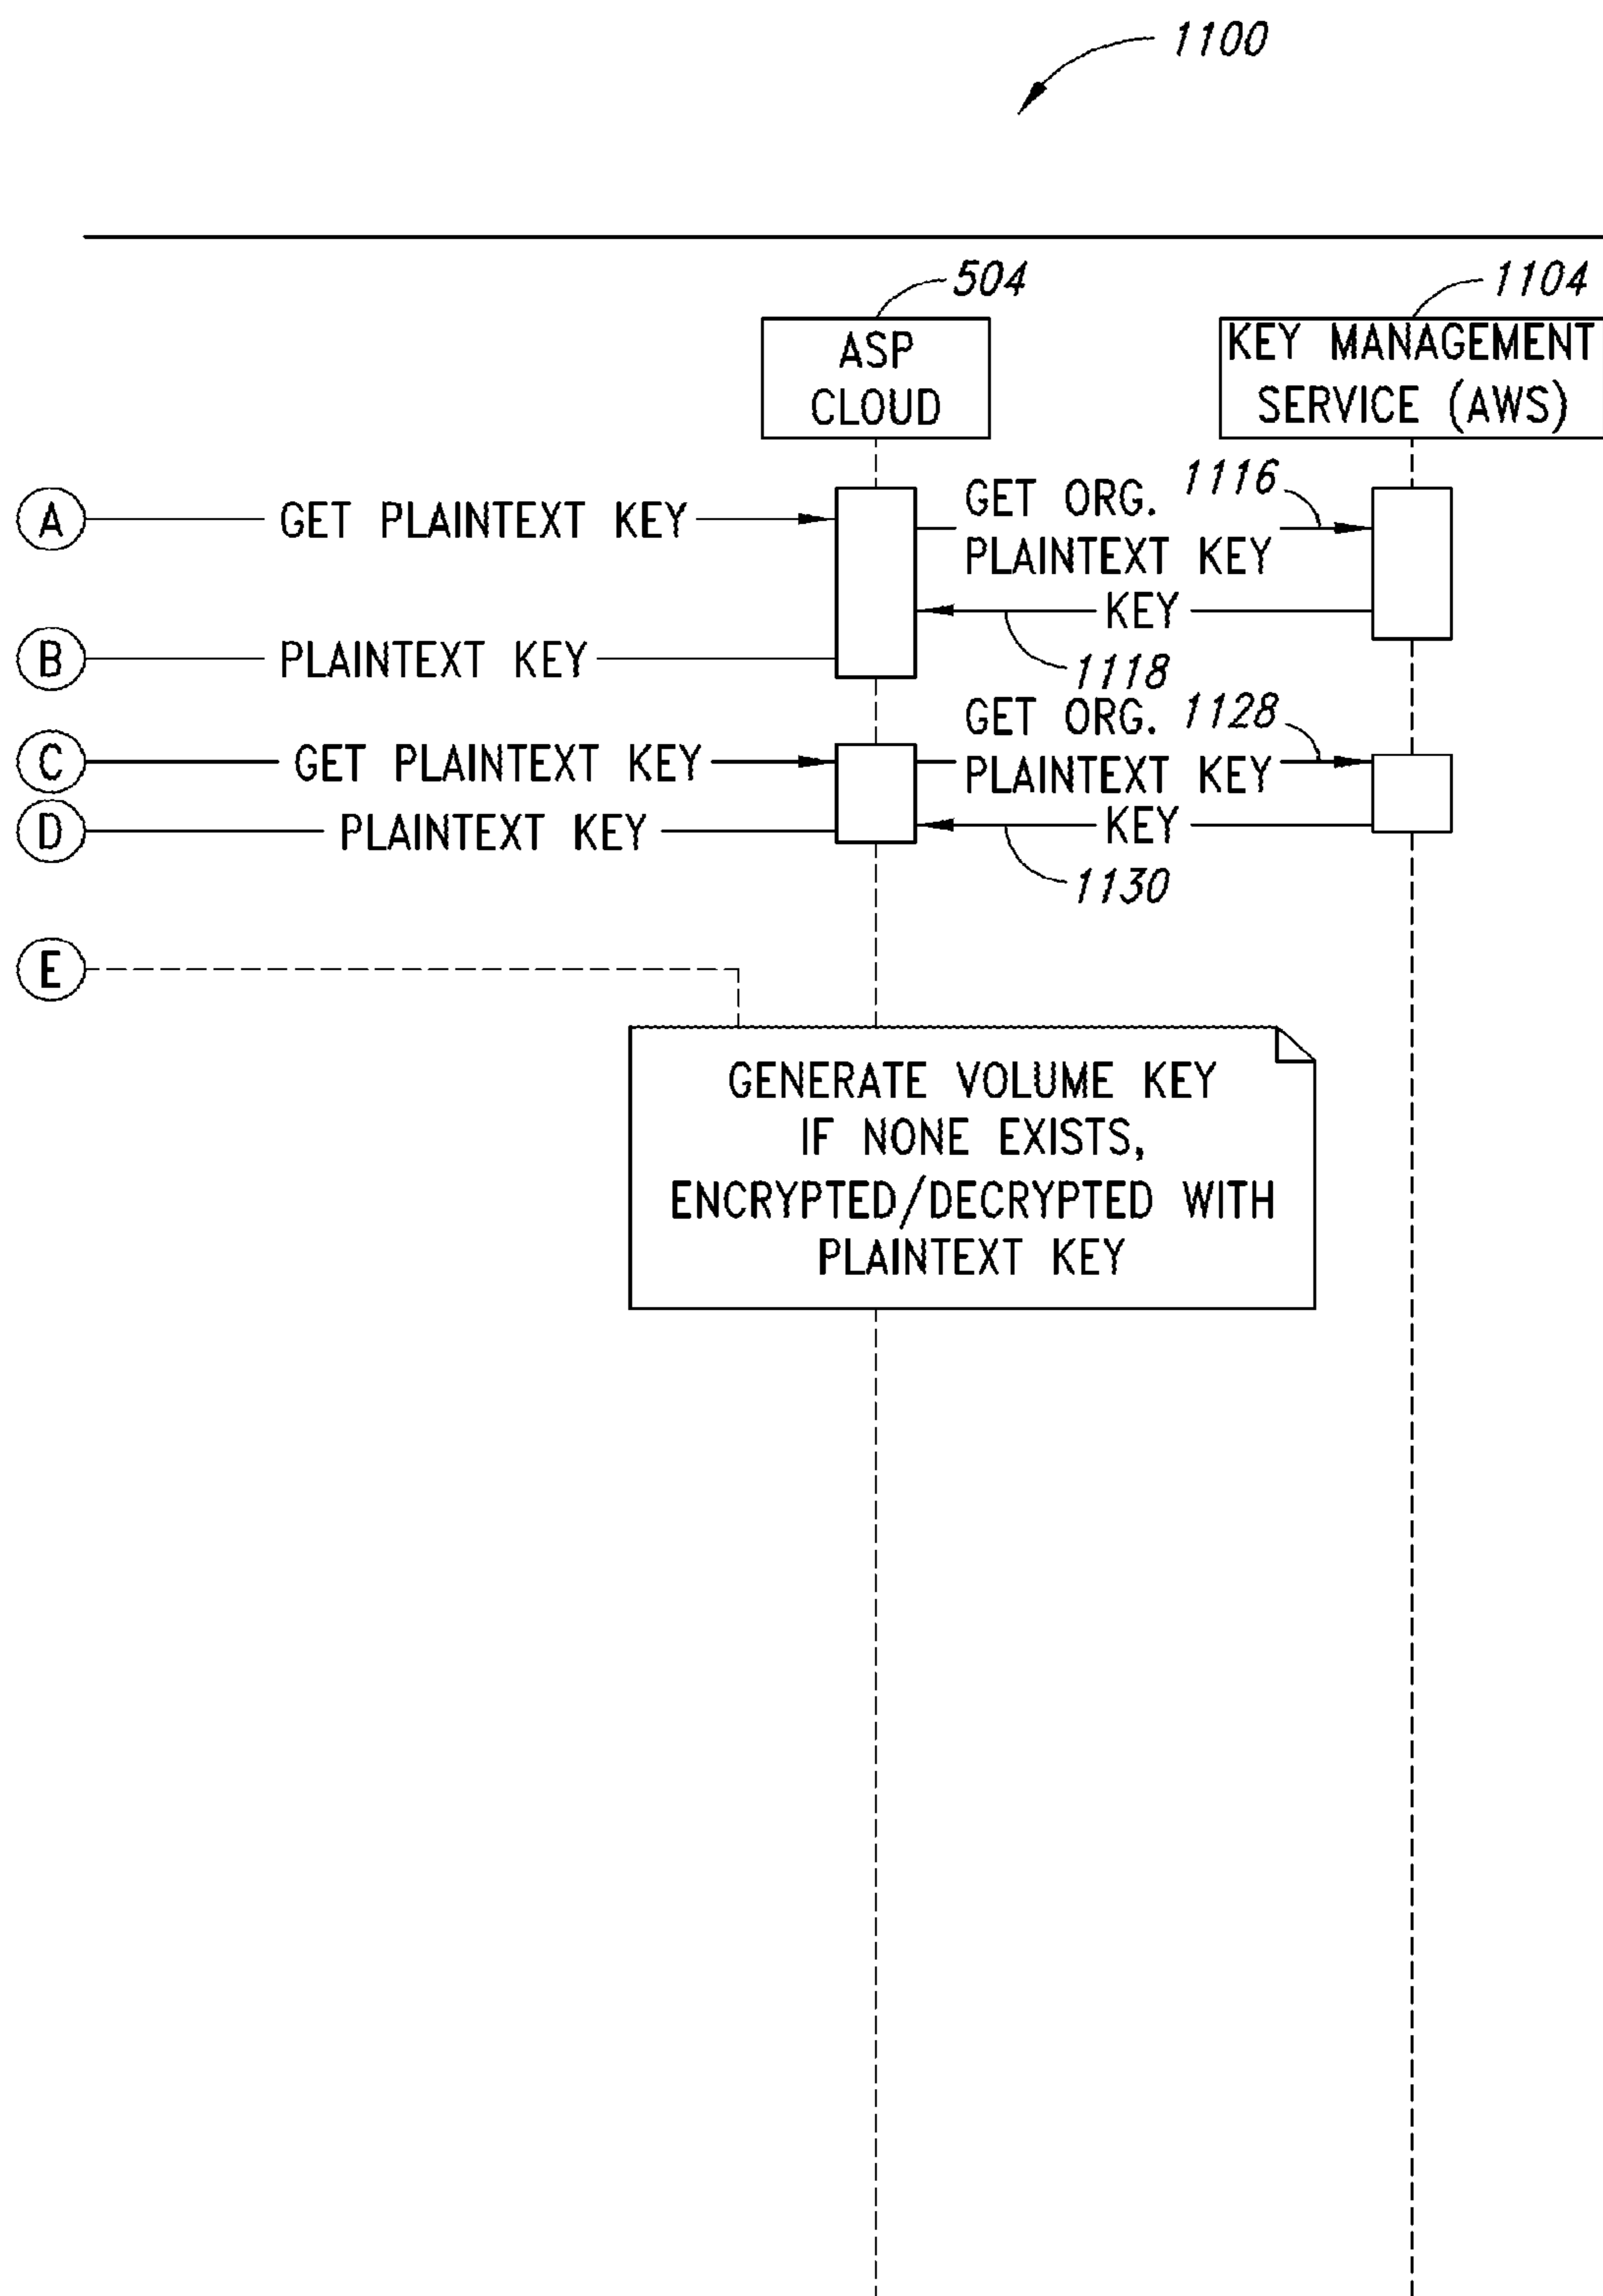 1100
504
1104
ASP
CLOUD
KEY MANAGEMENT
SERVICE (AWS)
A
GET PLAINTEXT KEY
GET ORG.
PLAINTEXT KEY
1116
KEY
1118
B
PLAINTEXT KEY
C
GET PLAINTEXT KEY
GET ORG.
PLAINTEXT KEY
1128
D
PLAINTEXT KEY
KEY
1130
E
GENERATE VOLUME KEY
IF NONE EXISTS,
ENCRYPTED/DECRYPTED WITH
PLAINTEXT KEY